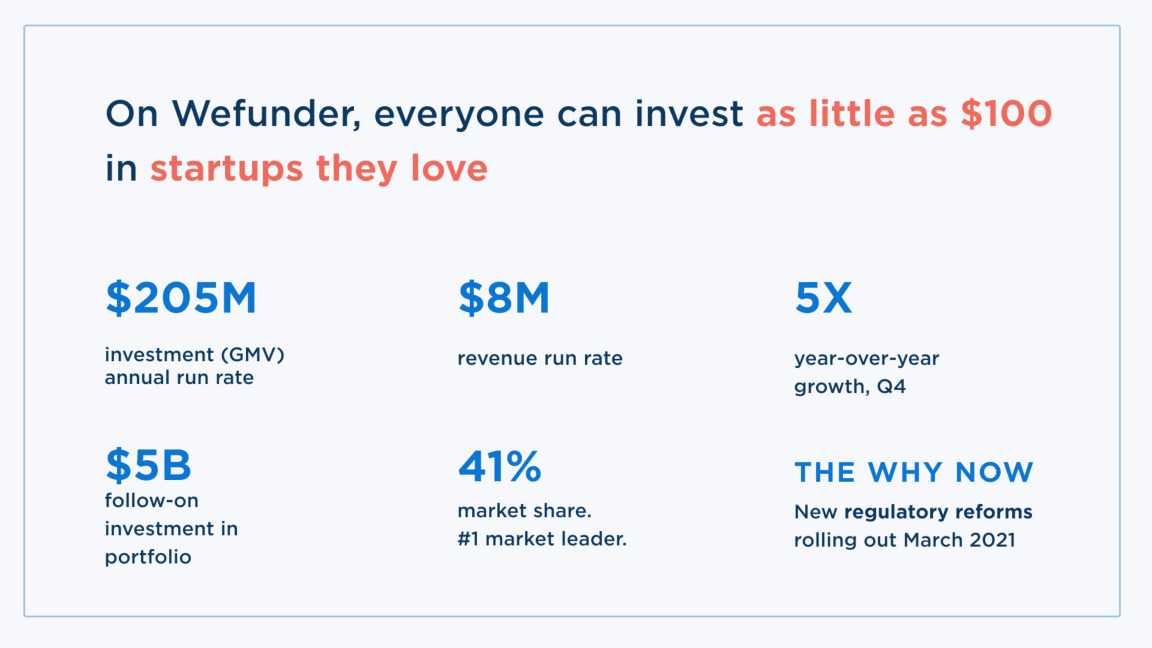 On Wefunder, everyone can invest as little as $100
in startups they love
$205M
investment (GMV)
annual run rate
$8M
revenue run rate
5X
year-over-year
growth, Q4
$5B
follow-on
investment in
portfolio
41%
market share.
#1 market leader.
THE WHY NOW
New regulatory reforms
rolling out March 2021